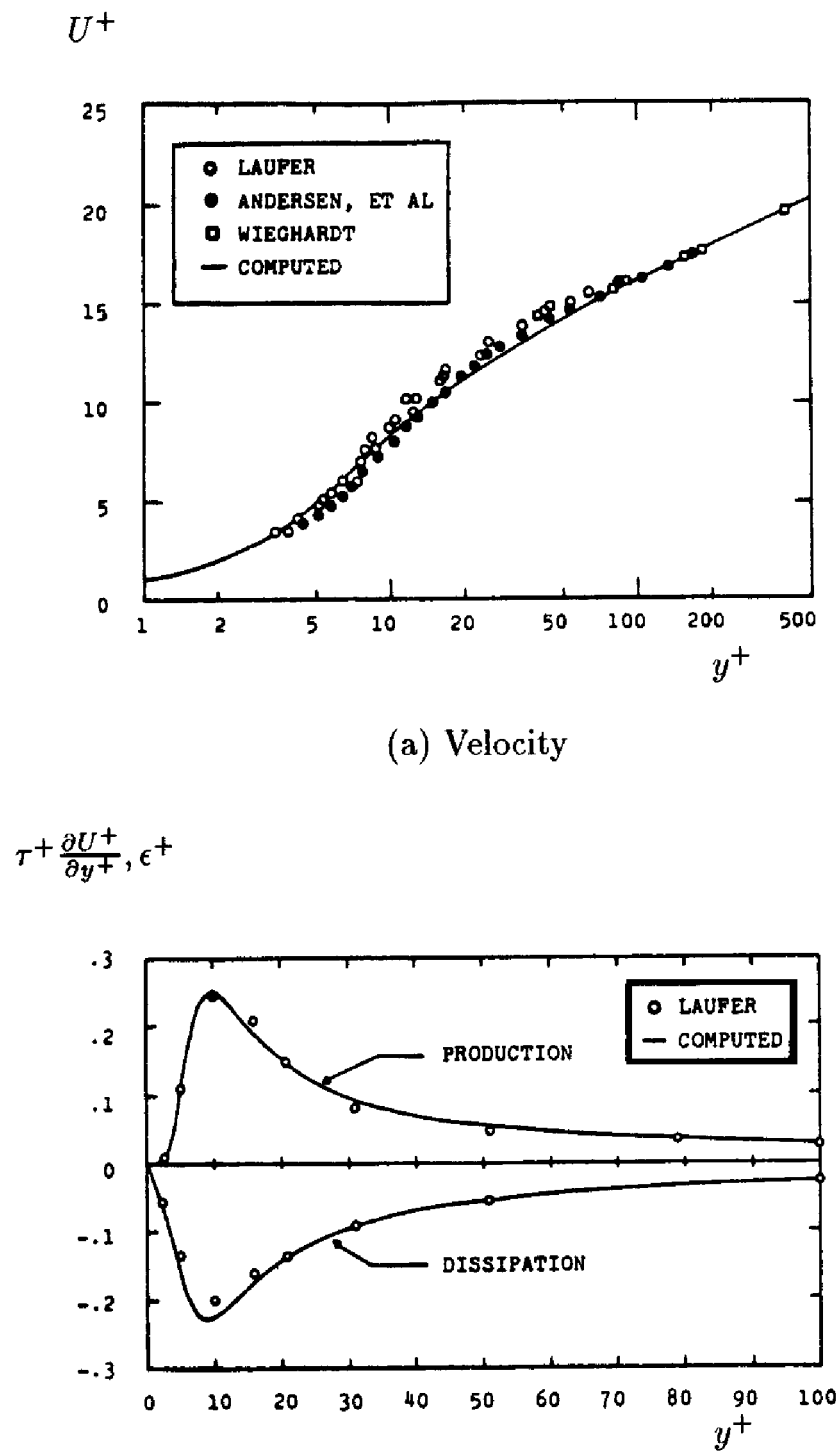 U+
25
20
15
10
5
0
LAUFER
ANDERSEN, ET AL
WIEGHARDT
COMPUTED
1 2 5 10 20 50 100 200 500
y+
(a) Velocity
τ+ ∂U+/∂y+, ϵ+
.3
.2
.1
0
-.1
-.2
-.3
LAUFER
COMPUTED
PRODUCTION
DISSIPATION
0 10 20 30 40 50 60 70 80 90 100
y+